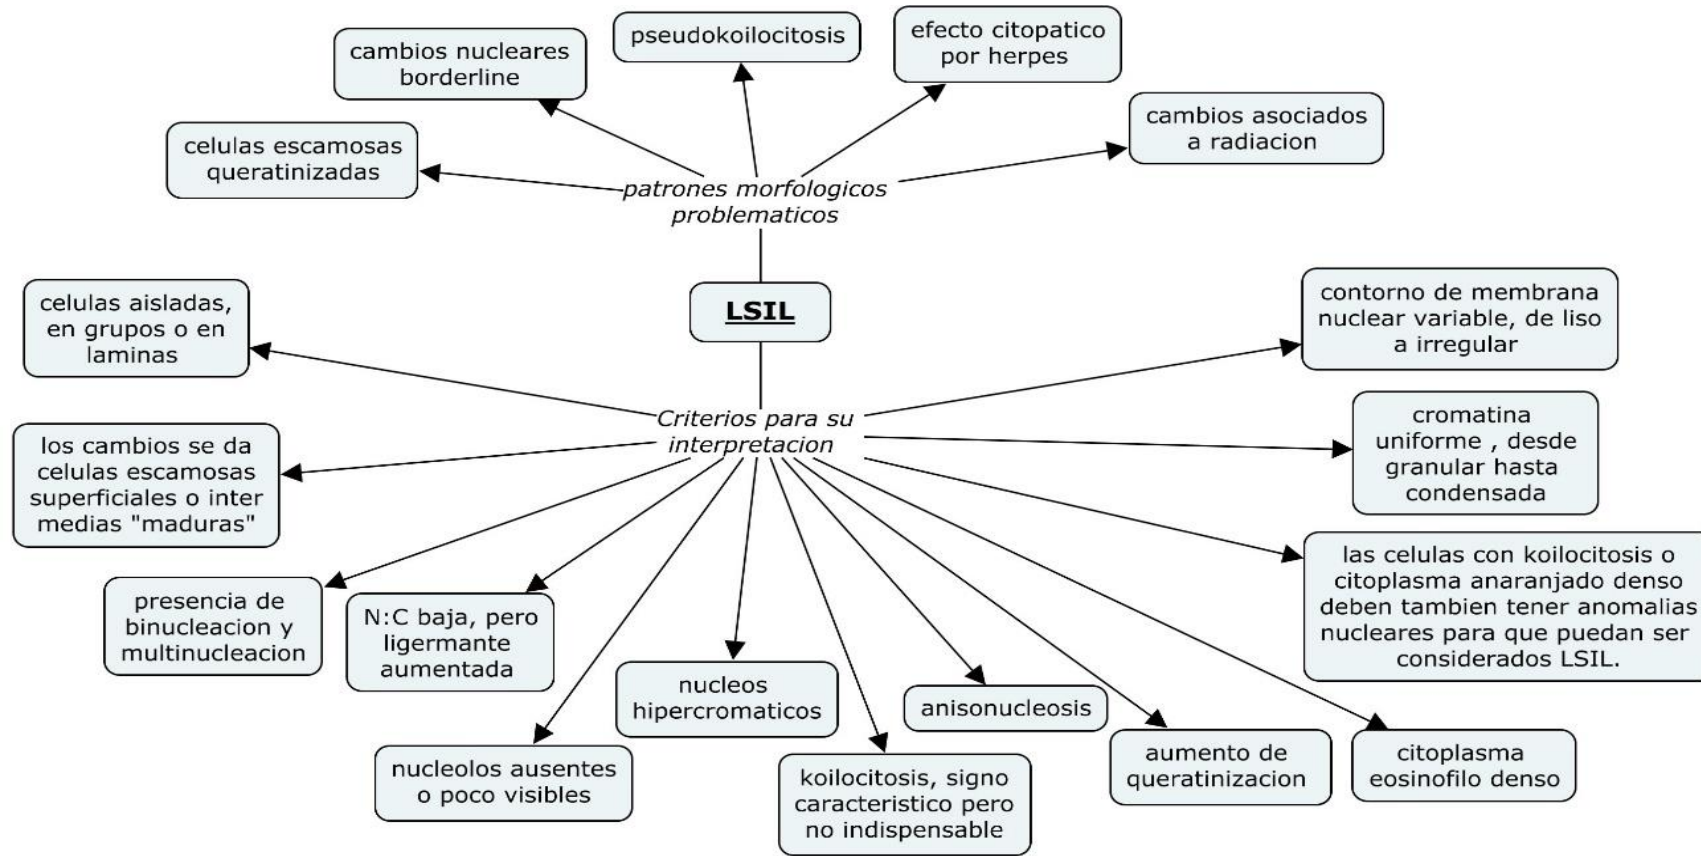 pseudokoilocitosis
efecto citopatico
por herpes
cambios nucleares
borderline
cambios asociados
a radiacion
celulas escamosas
queratinizadas
patrones morfologicos
problematicos
LSIL
celulas aisladas,
en grupos o en
laminas
contorno de membrana
nuclear variable, de liso
a irregular
Criterios para su
interpretacion
cromatina
uniforme , desde
granular hasta
condensada
los cambios se da
celulas escamosas
superficiales o inter
medias "maduras"
las celulas con koilocitosis o
citoplasma anaranjado denso
deben tambien tener anomalias
nucleares para que puedan ser
considerados LSIL.
presencia de
binucleacion y
multinucleacion
N:C baja, pero
ligermante
aumentada
nucleos
hipercromaticos
anisonucleosis
nucleolos ausentes
o poco visibles
koilocitosis, signo
caracteristico pero
no indispensable
aumento de
queratinizacion
citoplasma
eosinofilo denso